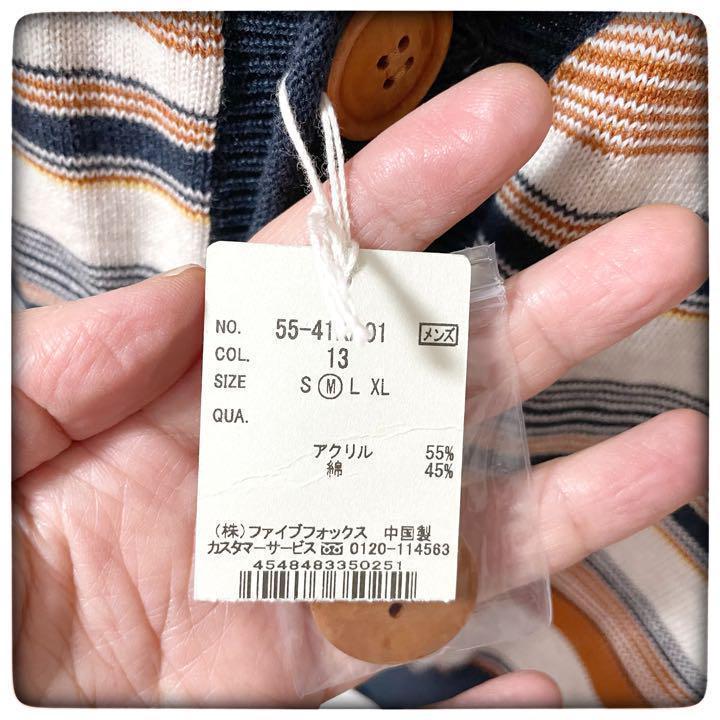 NO. 01 メンズ
COL. 13
SIZE S M L XL
QUA.
アクリル 55%
綿 45%
(株)ファイブフォックス 中国製
カスタマーサービス 0120-114563
4548483350251